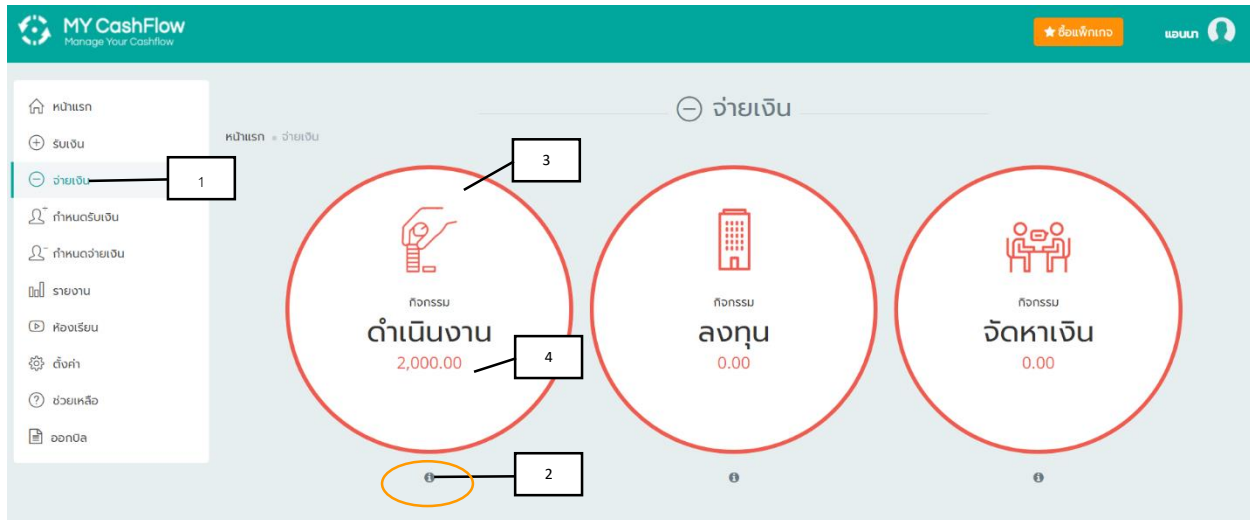 MY CashFlow
Manage Your Cashflow
ซื้อแพ็กเกจ
แอนนา
หน้าแรก
รับเงิน
จ่ายเงิน
กำหนดรับเงิน
กำหนดจ่ายเงิน
รายงาน
ห้องเรียน
ตั้งค่า
ช่วยเหลือ
ออกบิล
จ่ายเงิน
หน้าแรก » จ่ายเงิน
1
3
กิจกรรม
ดำเนินงาน
2,000.00
4
2
กิจกรรม
ลงทุน
0.00
กิจกรรม
จัดหาเงิน
0.00